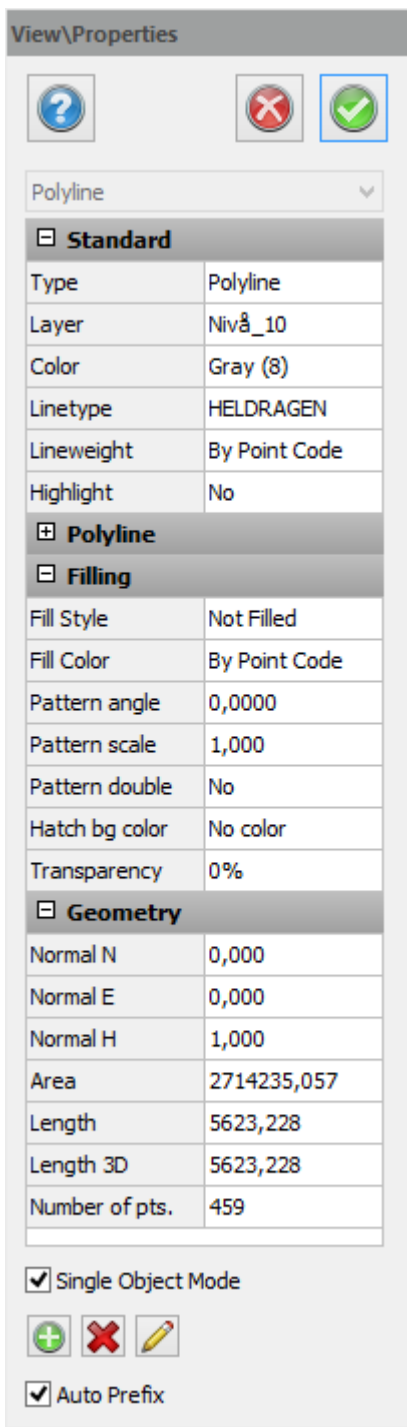 View\Properties
Polyline
Standard
Type Polyline
Layer Nivå_10
Color Gray (8)
Linetype HELDRAGEN
Lineweight By Point Code
Highlight No
Polyline
Filling
Fill Style Not Filled
Fill Color By Point Code
Pattern angle 0,0000
Pattern scale 1,000
Pattern double No
Hatch bg color No color
Transparency 0%
Geometry
Normal N 0,000
Normal E 0,000
Normal H 1,000
Area 2714235,057
Length 5623,228
Length 3D 5623,228
Number of pts. 459
Single Object Mode
Auto Prefix